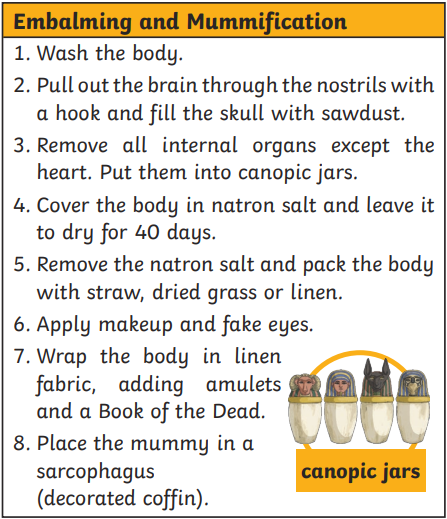 Embalming and Mummification
1. Wash the body.
2. Pull out the brain through the nostrils with
a hook and fill the skull with sawdust.
3. Remove all internal organs except the
heart. Put them into canopic jars.
4. Cover the body in natron salt and leave it
to dry for 40 days.
5. Remove the natron salt and pack the body
with straw, dried grass or linen.
6. Apply makeup and fake eyes.
7. Wrap the body in linen
fabric, adding amulets
and a Book of the Dead.
8. Place the mummy in a
sarcophagus
(decorated coffin).
canopic jars